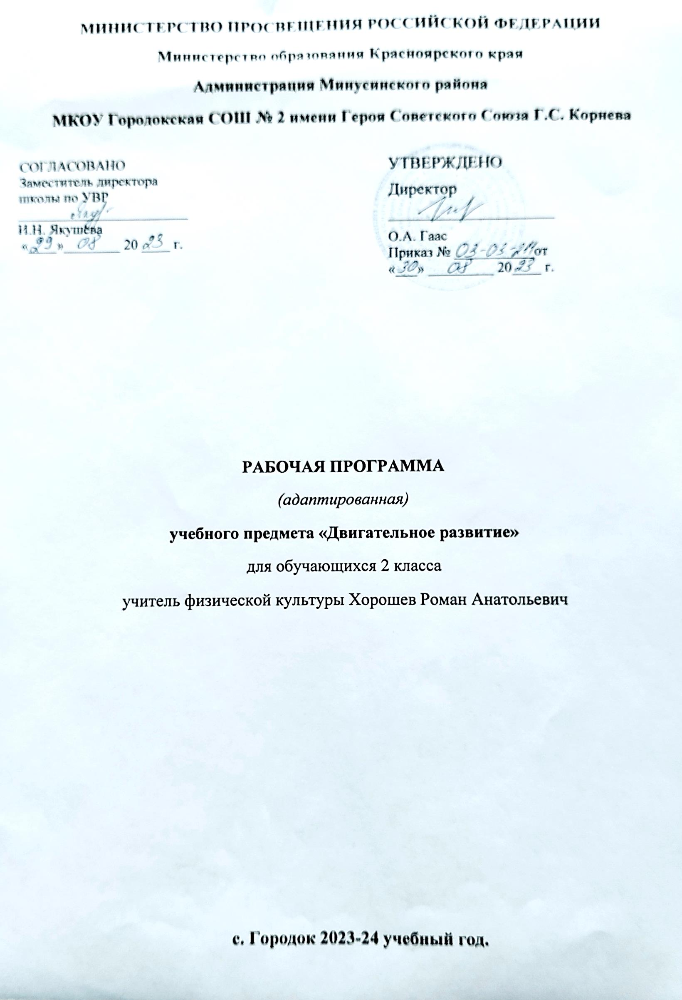 МИНИСТЕРСТВО ПРОСВЕЩЕНИЯ РОССИЙСКОЙ ФЕДЕРАЦИИ
Министерство образования Красноярского края
Администрация Минусинского района
МКОУ Городокская СОШ № 2 имени Героя Советского Союза Г.С. Корнева
СОГЛАСОВАНО
Заместитель директора
школы по УВР
И.Н. Якушева
«29» 08 20 23 г.
УТВЕРЖДЕНО
Директор
О.А. Гаас
Приказ № 03-03- от
«30» 08 20 23 г.
РАБОЧАЯ ПРОГРАММА
(адаптированная)
учебного предмета «Двигательное развитие»
для обучающихся 2 класса
учитель физической культуры Хорошев Роман Анатольевич
с. Городок 2023-24 учебный год.